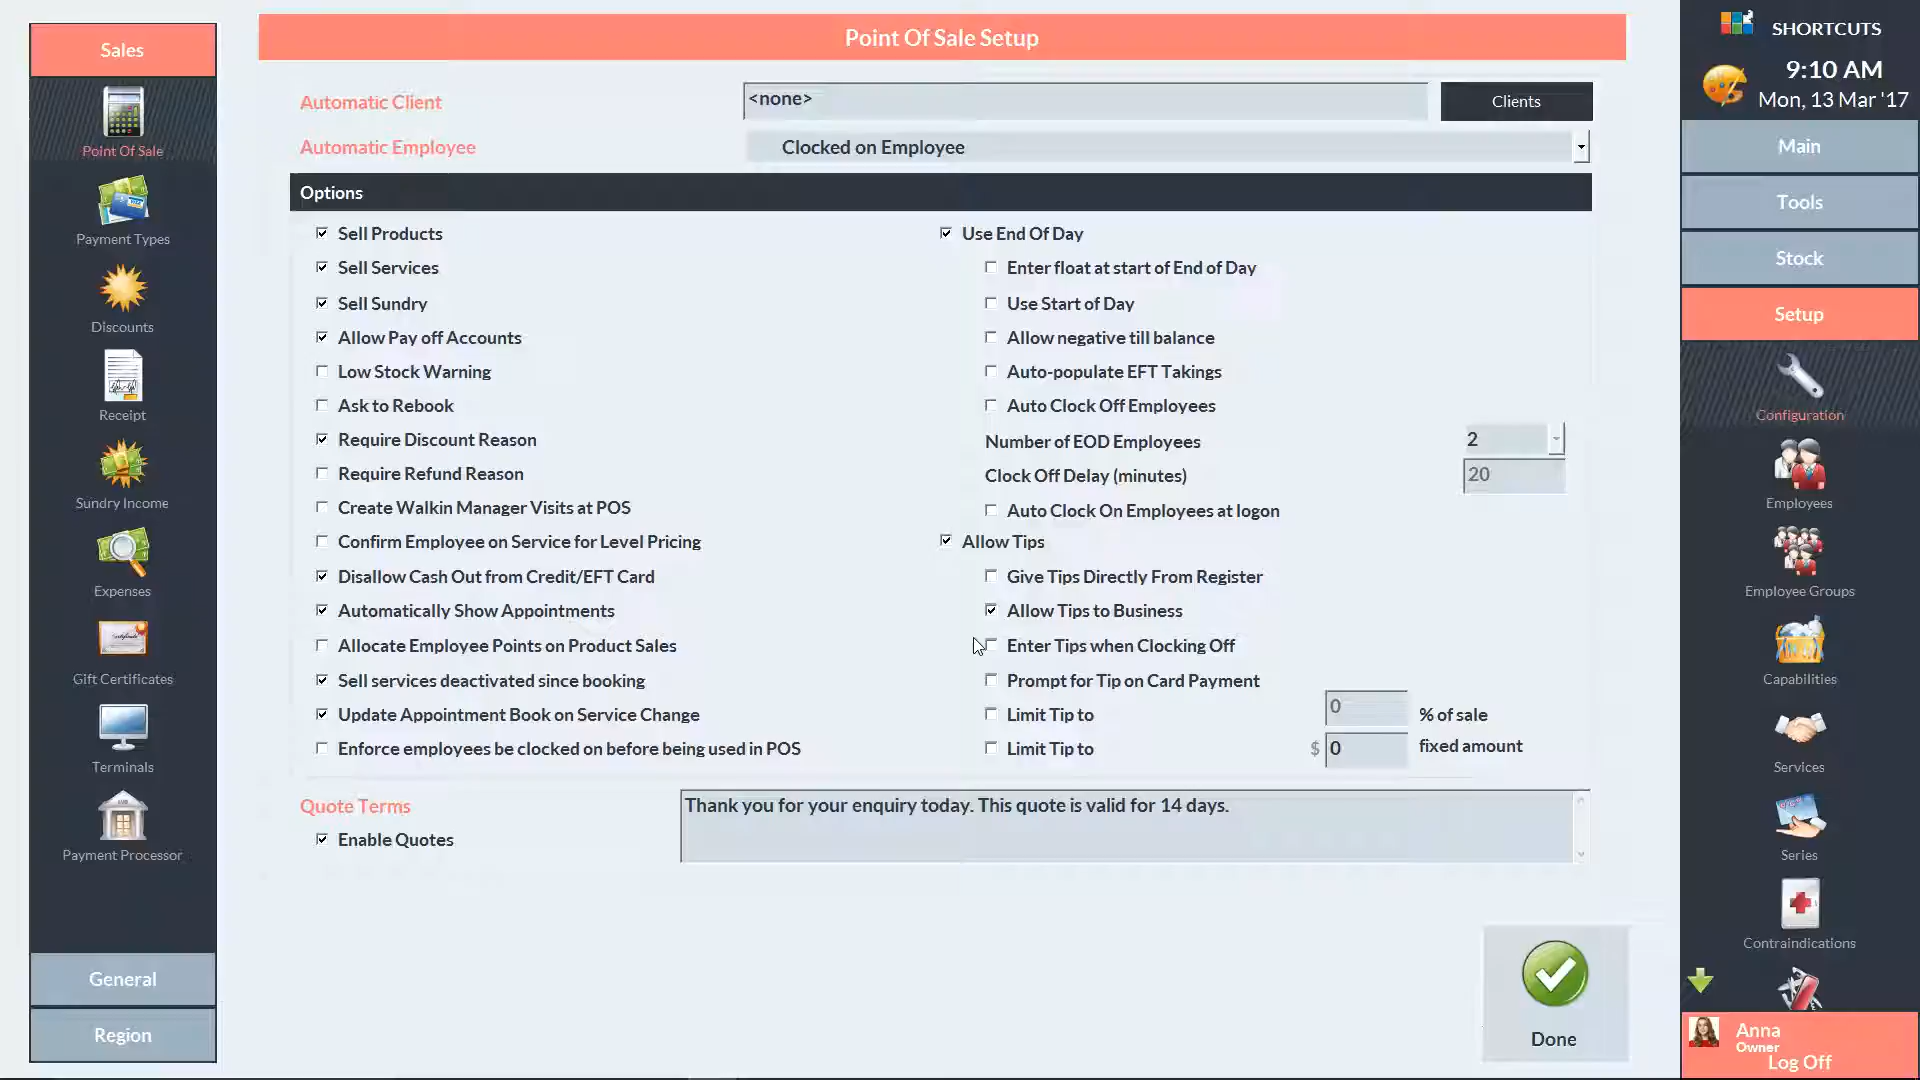 Sales
Point Of Sale
Payment Types
Discounts
Receipt
Sundry Income
Expenses
Gift Certificates
Terminals
Payment Processor
General
Region
Point Of Sale Setup
Automatic Client
<none>
Clients
Automatic Employee
Clocked on Employee
Options
Sell Products
Sell Services
Sell Sundry
Allow Pay off Accounts
Low Stock Warning
Ask to Rebook
Require Discount Reason
Require Refund Reason
Create Walkin Manager Visits at POS
Confirm Employee on Service for Level Pricing
Disallow Cash Out from Credit/EFT Card
Automatically Show Appointments
Allocate Employee Points on Product Sales
Sell services deactivated since booking
Update Appointment Book on Service Change
Enforce employees be clocked on before being used in POS
Use End Of Day
Enter float at start of End of Day
Use Start of Day
Allow negative till balance
Auto-populate EFT Takings
Auto Clock Off Employees
Number of EOD Employees 2
Clock Off Delay (minutes) 20
Auto Clock On Employees at logon
Allow Tips
Give Tips Directly From Register
Allow Tips to Business
Enter Tips when Clocking Off
Prompt for Tip on Card Payment
Limit Tip to 0 % of sale
Limit Tip to $ 0 fixed amount
Quote Terms
Enable Quotes
Thank you for your enquiry today. This quote is valid for 14 days.
Done
SHORTCUTS
9:10 AM
Mon, 13 Mar '17
Main
Tools
Stock
Setup
Configuration
Employees
Employee Groups
Capabilities
Services
Series
Contraindications
Anna
Owner
Log Off